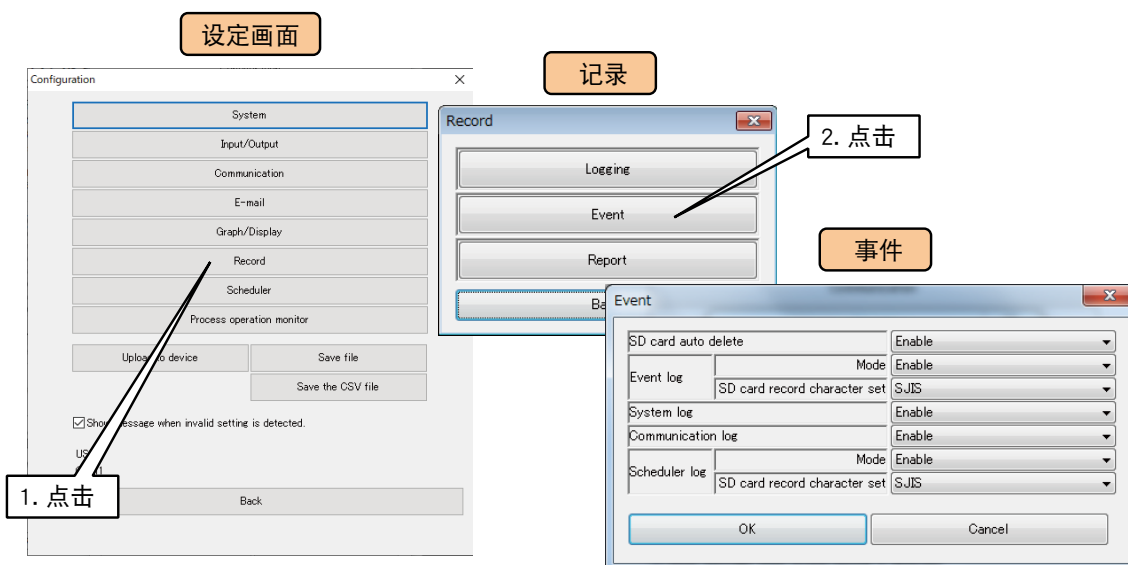 设定画面
Configuration
System
Input/Output
Communication
E-mail
Graph/Display
Record
Scheduler
Process operation monitor
Save file
Save the CSV file
1. 点击
Back
记录
Record
Logging
Event
Report
2. 点击
事件
Event
SD card auto delete Enable
Event log Mode Enable
SD card record character set SJIS
System log Enable
Communication log Enable
Scheduler log Mode Enable
SD card record character set SJIS
OK Cancel